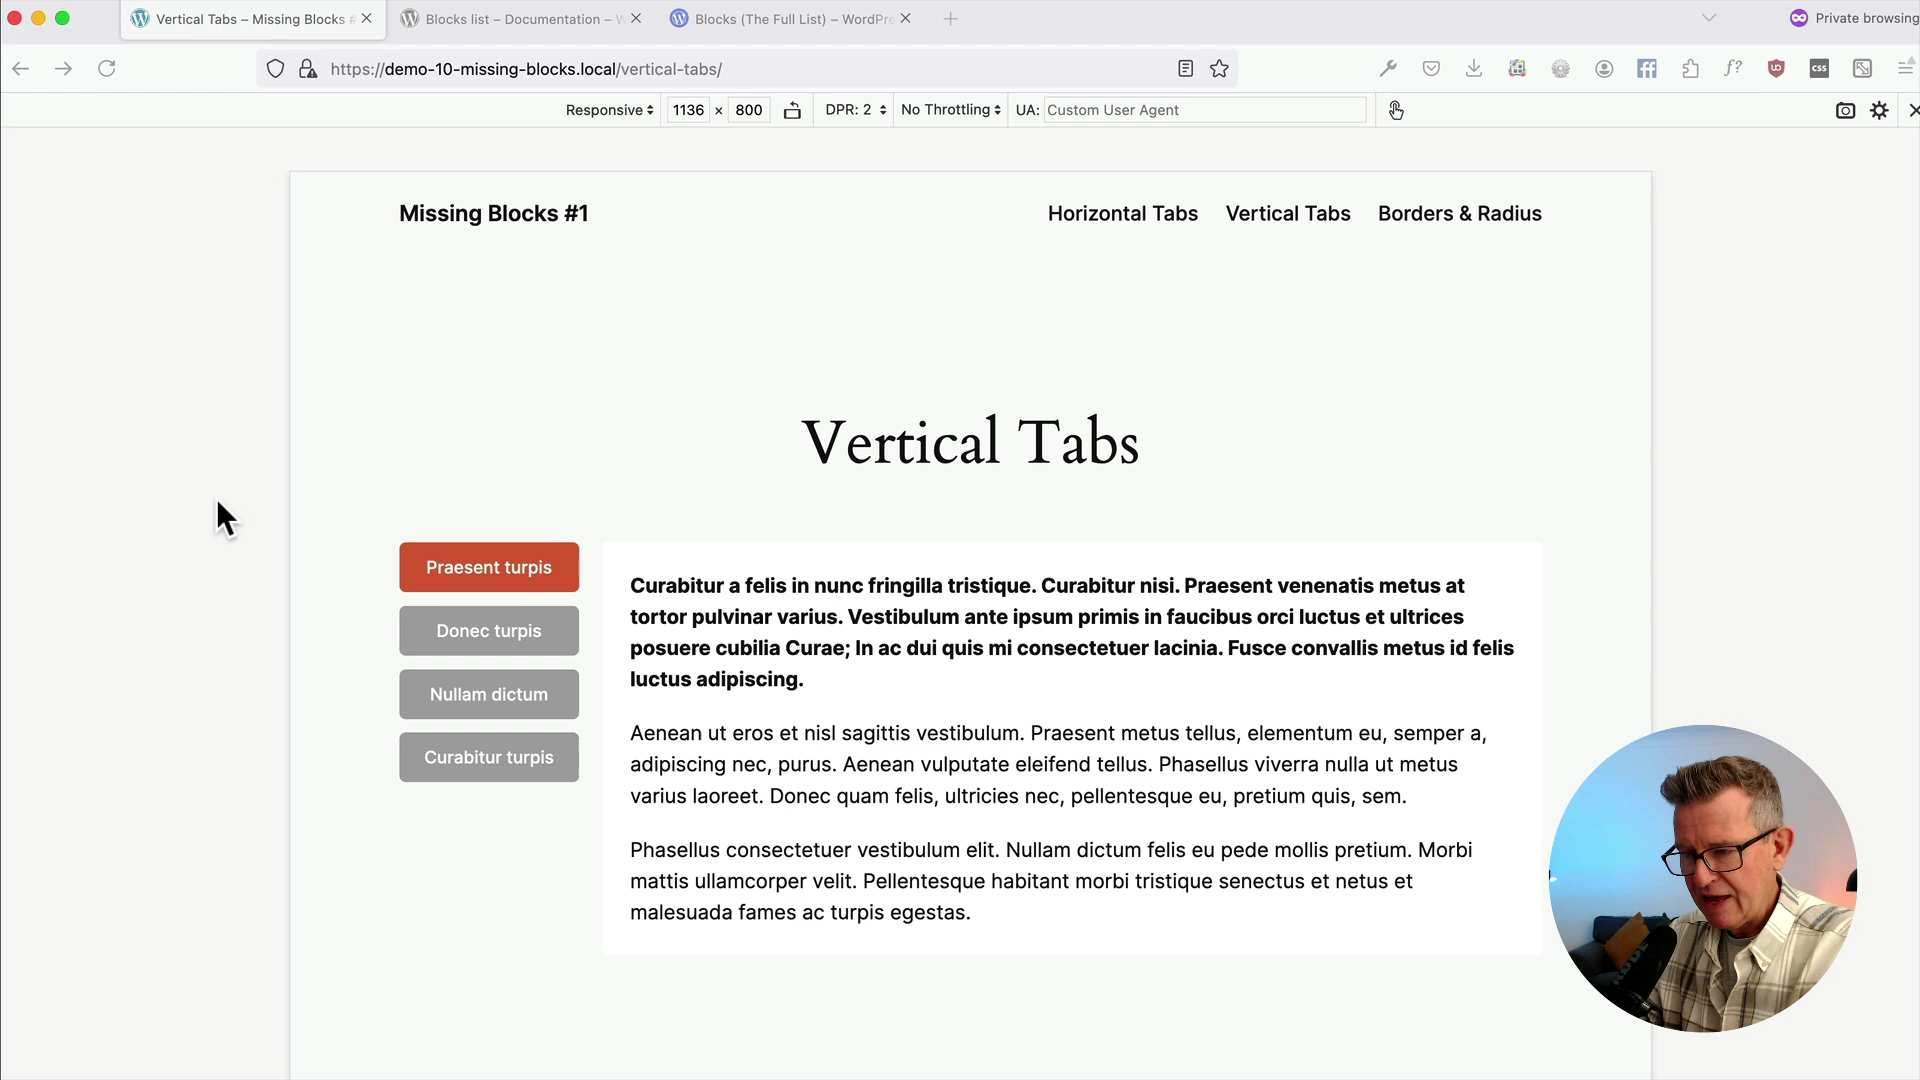 Vertical Tabs – Missing Blocks #
Blocks list – Documentation – W
Blocks (The Full List) – WordPre
Private browsing
https://demo-10-missing-blocks.local/vertical-tabs/
f?
css
Responsive
1136 × 800
DPR: 2
No Throttling
UA: Custom User Agent
Missing Blocks #1
Horizontal Tabs
Vertical Tabs
Borders & Radius
Vertical Tabs
Praesent turpis
Donec turpis
Nullam dictum
Curabitur turpis
Curabitur a felis in nunc fringilla tristique. Curabitur nisi. Praesent venenatis metus at
tortor pulvinar varius. Vestibulum ante ipsum primis in faucibus orci luctus et ultrices
posuere cubilia Curae; In ac dui quis mi consectetuer lacinia. Fusce convallis metus id felis
luctus adipiscing.
Aenean ut eros et nisl sagittis vestibulum. Praesent metus tellus, elementum eu, semper a,
adipiscing nec, purus. Aenean vulputate eleifend tellus. Phasellus viverra nulla ut metus
varius laoreet. Donec quam felis, ultricies nec, pellentesque eu, pretium quis, sem.
Phasellus consectetuer vestibulum elit. Nullam dictum felis eu pede mollis pretium. Morbi
mattis ullamcorper velit. Pellentesque habitant morbi tristique senectus et netus et
malesuada fames ac turpis egestas.